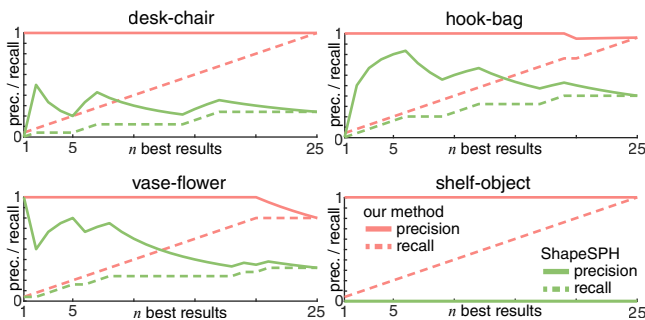 desk-chair
prec. / recall
1
0
1
5
n best results
25
hook-bag
prec. / recall
1
0
1
5
n best results
25
vase-flower
prec. / recall
1
0
1
5
n best results
25
shelf-object
prec. / recall
1
0
1
5
n best results
25
our method
precision
recall
ShapeSPH
precision
recall